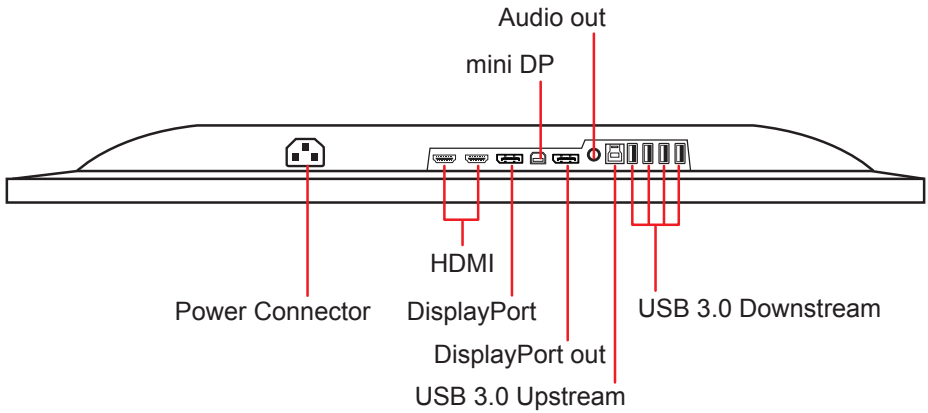 Audio out
mini DP
HDMI
Power Connector
DisplayPort
USB 3.0 Downstream
DisplayPort out
USB 3.0 Upstream